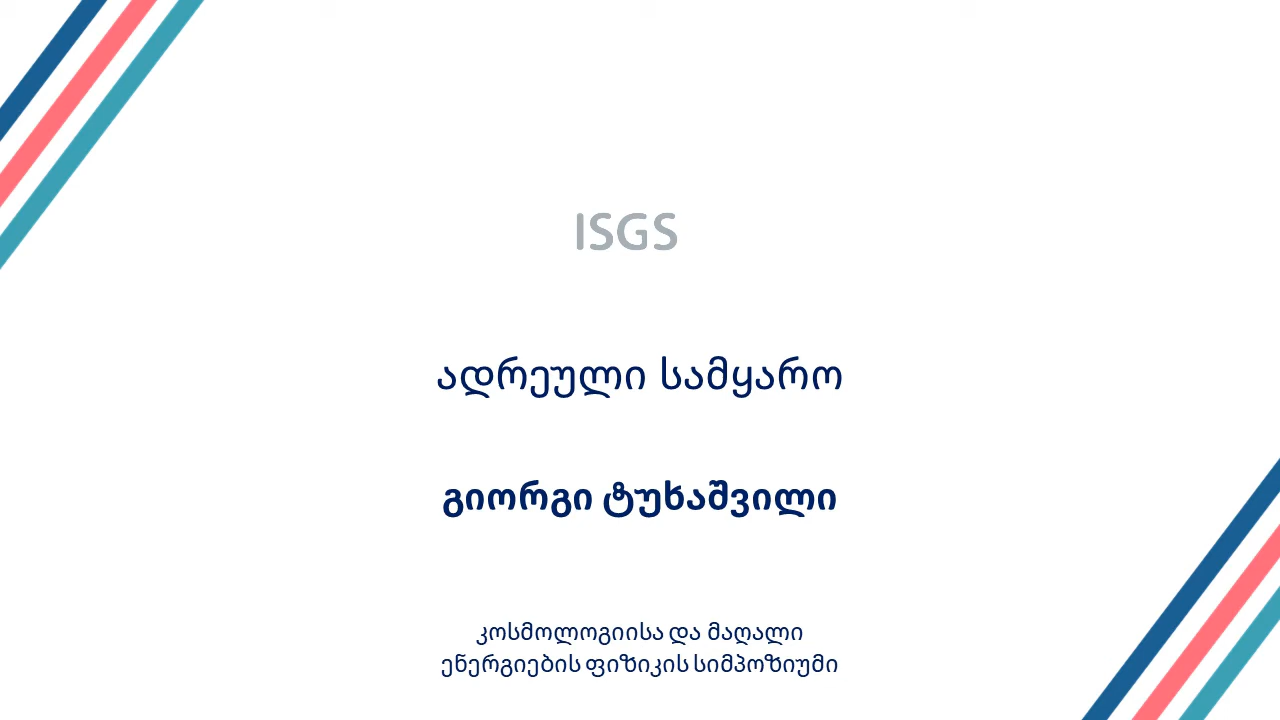 ISGS
ადრეული სამყარო
გიორგი ტუხაშვილი
კოსმოლოგიისა და მაღალი
ენერგიების ფიზიკის სიმპოზიუმი